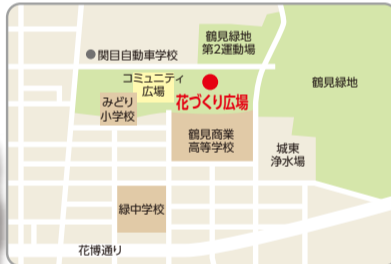 鶴見緑地
第2運動場
関目自動車学校
鶴見緑地
コミュニティ
広場
花づくり広場
みどり
小学校
鶴見商業
高等学校
城東
浄水場
緑中学校
花博通り